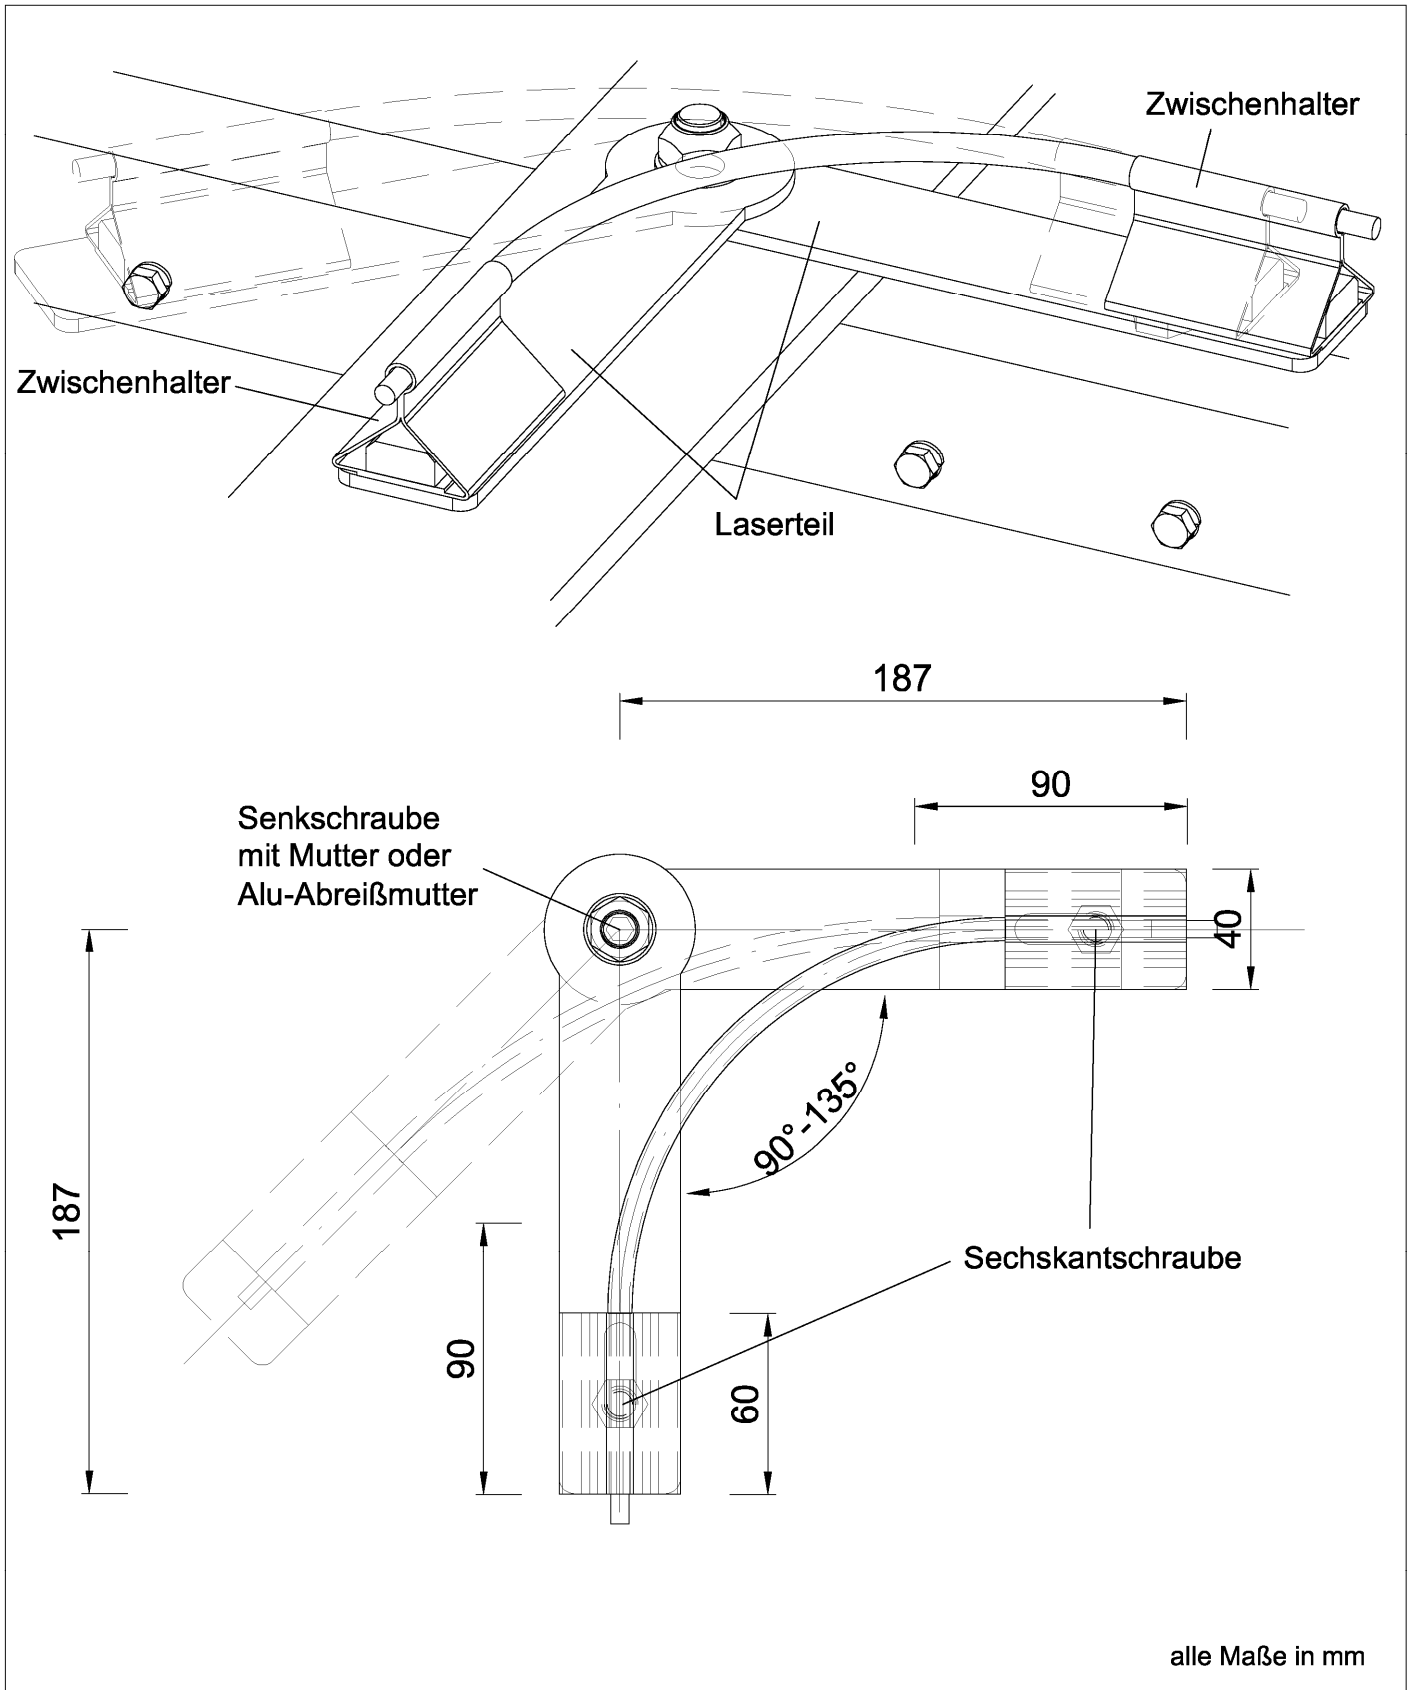 Zwischenhalter
Zwischenhalter
Laserteil
187
90
Senkschraube
mit Mutter oder
Alu-Abreißmutter
40
90°-135°
187
Sechskantschraube
90
60
alle Maße in mm